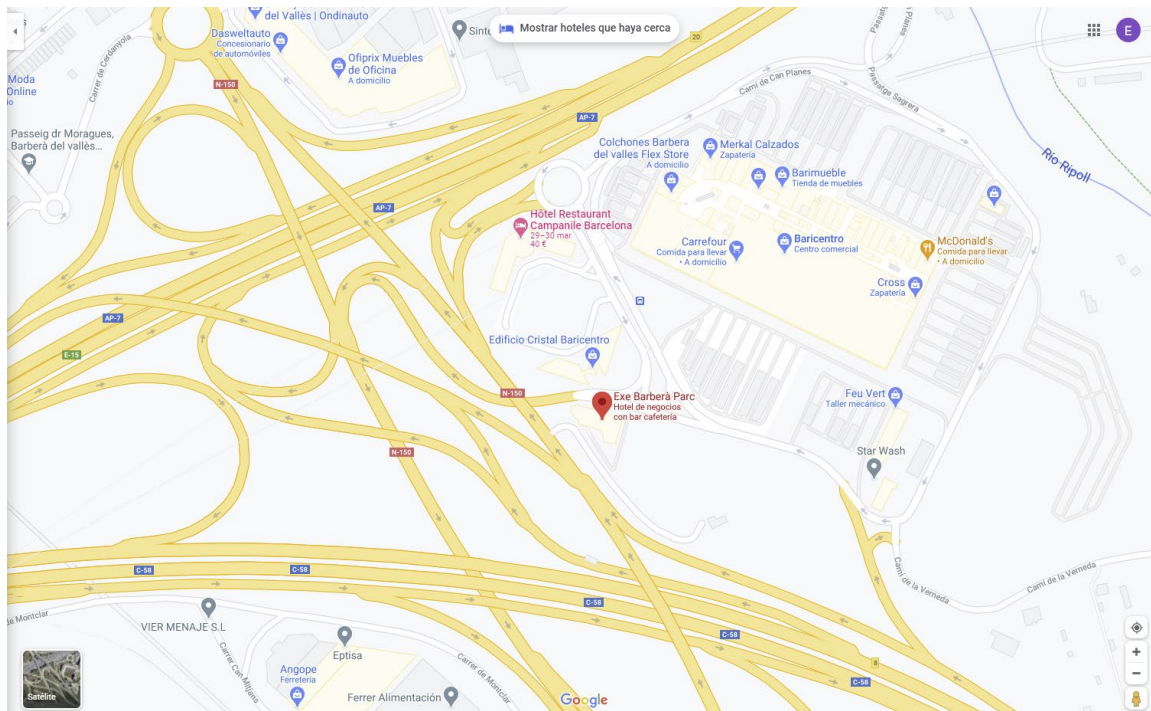 del Vallès | Ondinauto
Dasweltauto
Concesionario
de automóviles
Ofiprix Muebles
de Oficina
A domicilio
Mostrar hoteles que haya cerca
E
20
N-150
AP-7
Moda
Online
Carrer de Cerdanyola
Passeig dr Moragues,
Barberà del vallès...
Camí de Can Planes
Passatge Sagrera
Colchones Barbera
del valles Flex Store
A domicilio
Merkal Calzados
Zapatería
Barimueble
Tienda de muebles
Río Ripoll
AP-7
Hôtel Restaurant
Campanile Barcelona
29–30 mar
40 €
Carrefour
Comida para llevar
• A domicilio
Baricentro
Centro comercial
McDonald's
Comida para llevar
• A domicilio
Cross
Zapatería
AP-7
E-15
Edificio Cristal Baricentro
N-150
Exe Barberà Parc
Hotel de negocios
con bar cafetería
Feu Vert
Taller mecánico
N-150
Star Wash
C-58
C-58
C-58
C-58
C-58
8
Camí de la Verneda
Camí de la Verneda
de Montclar
VIER MENAJE S.L
Carrer Can Mitjans
Eptisa
Angope
Ferretería
Carrer de Montclar
Ferrer Alimentación
Satélite
Google
+
−